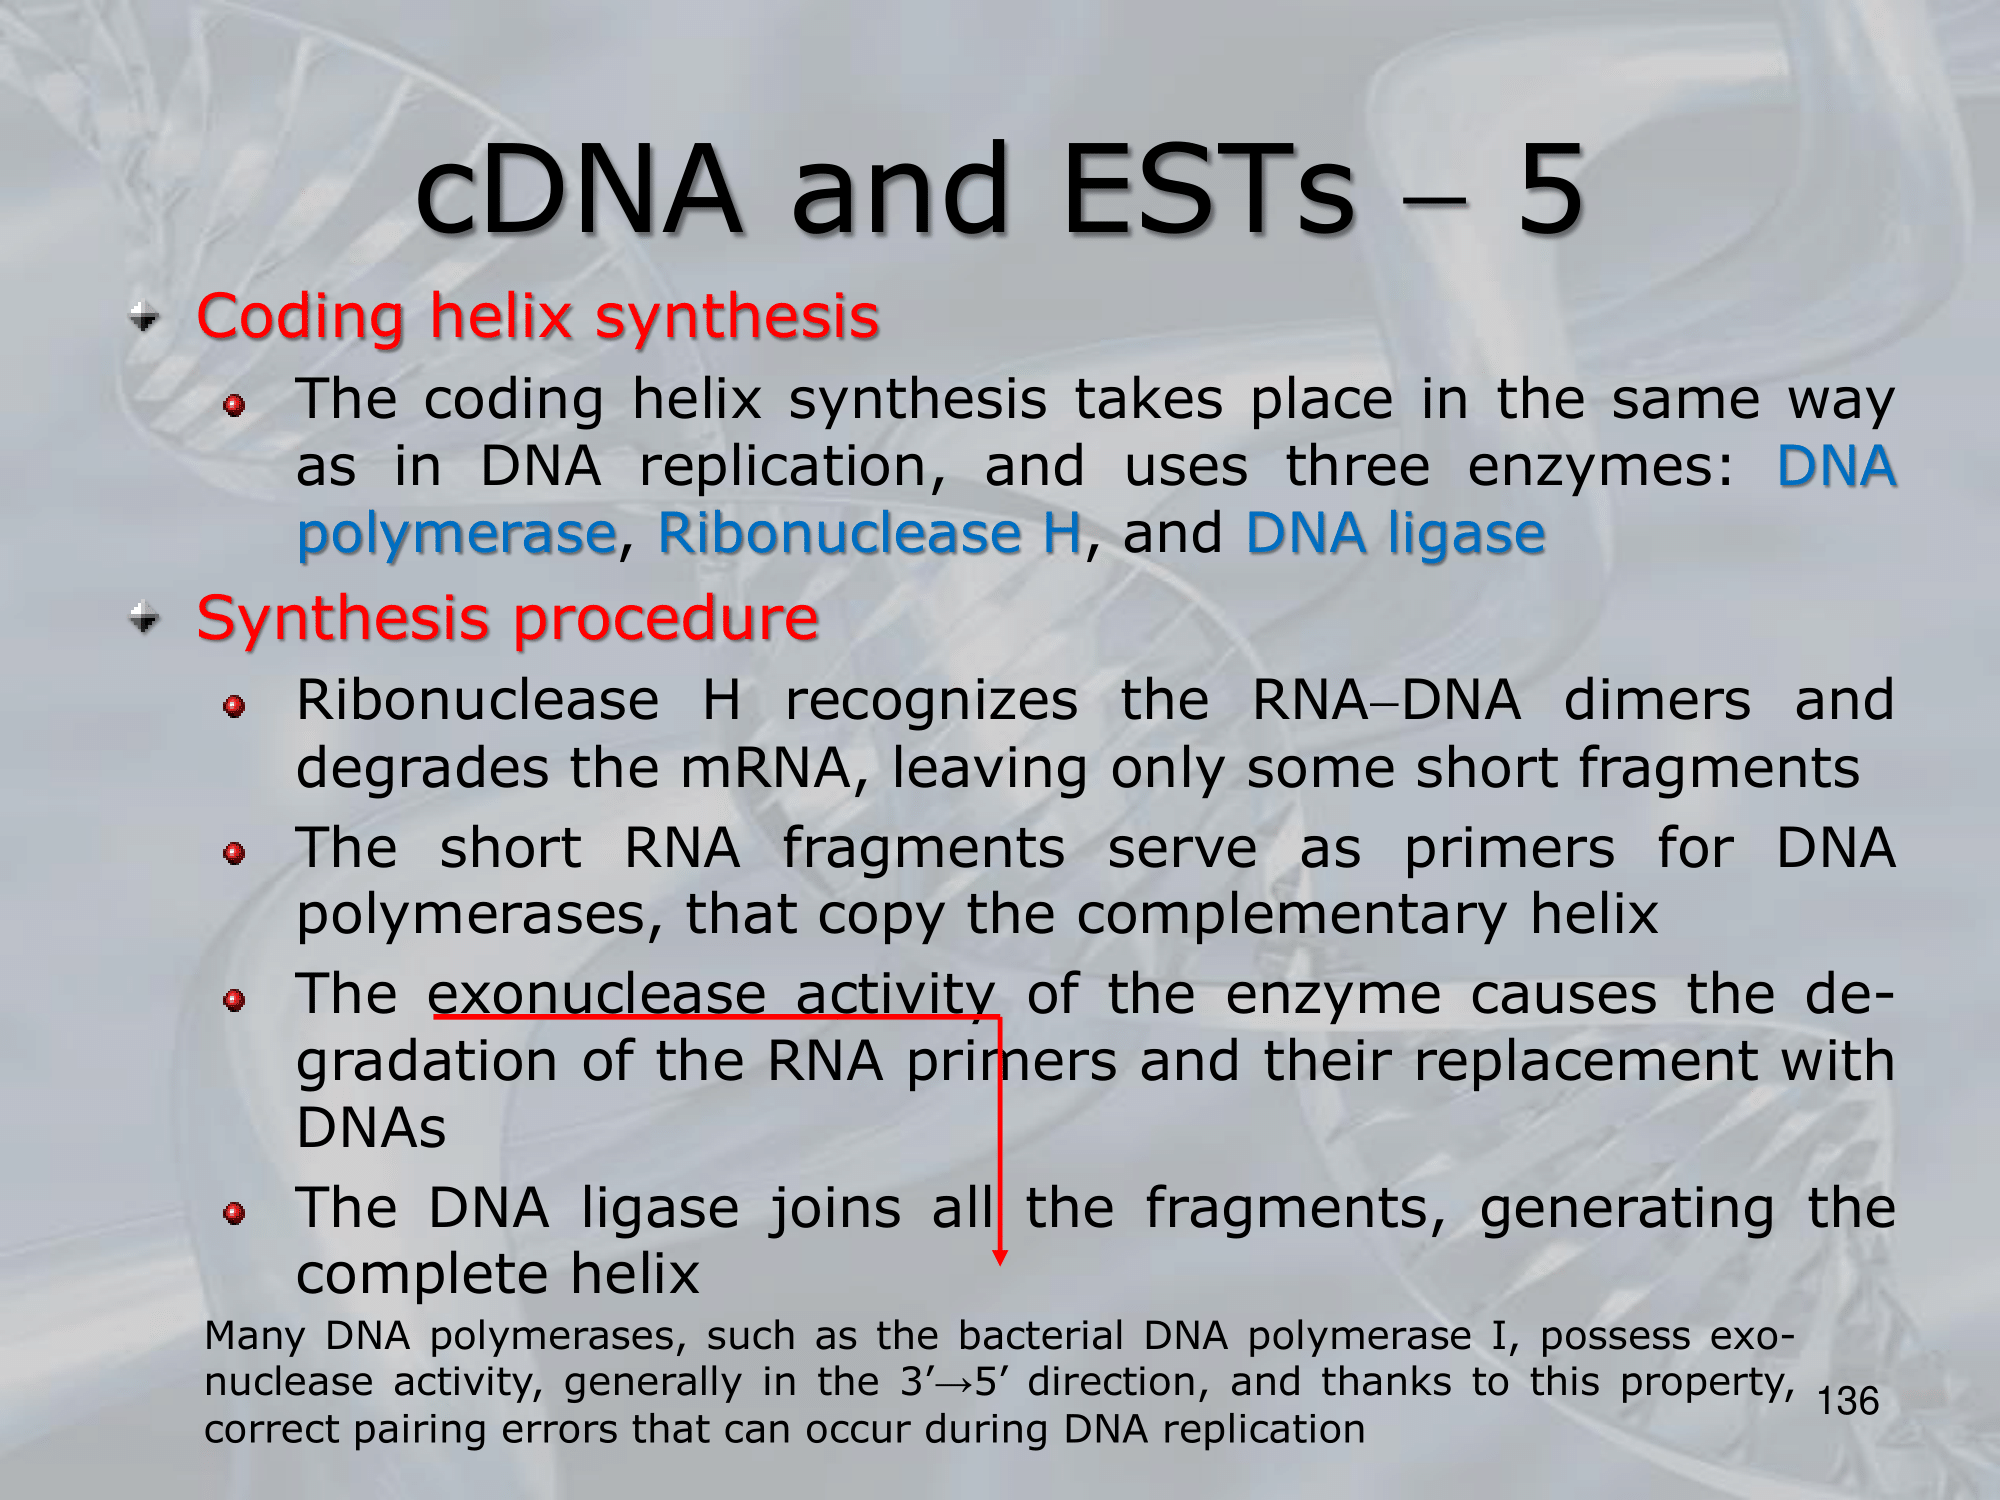 cDNA and ESTs – 5
Coding helix synthesis
The coding helix synthesis takes place in the same way
as in DNA replication, and uses three enzymes: DNA
polymerase, Ribonuclease H, and DNA ligase
Synthesis procedure
Ribonuclease H recognizes the RNA–DNA dimers and
degrades the mRNA, leaving only some short fragments
The short RNA fragments serve as primers for DNA
polymerases, that copy the complementary helix
The exonuclease activity of the enzyme causes the de-
gradation of the RNA primers and their replacement with
DNAs
The DNA ligase joins all the fragments, generating the
complete helix
Many DNA polymerases, such as the bacterial DNA polymerase I, possess exo-
nuclease activity, generally in the 3’→5’ direction, and thanks to this property,
correct pairing errors that can occur during DNA replication
136